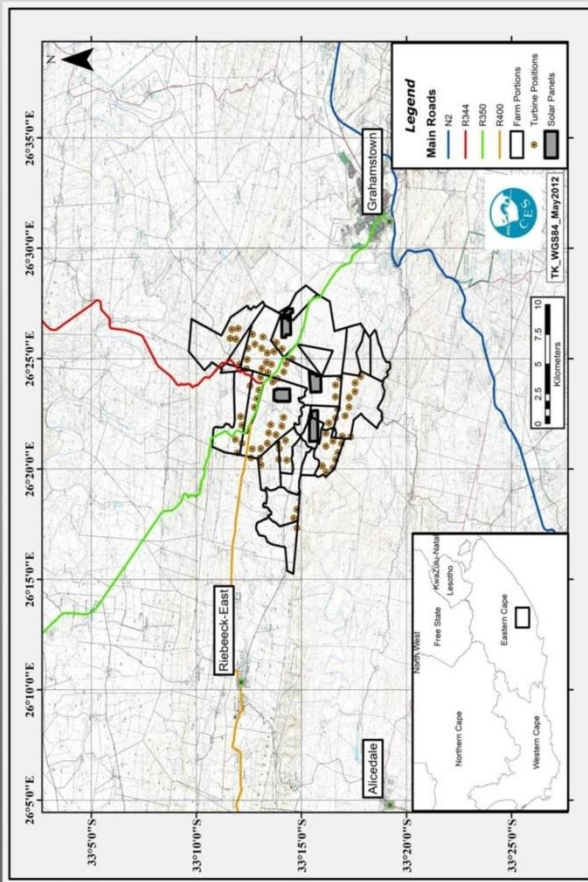 N
26°5'0"E
26°10'0"E
26°15'0"E
26°20'0"E
26°25'0"E
26°30'0"E
26°35'0"E
33°5'0"S
33°10'0"S
33°15'0"S
33°20'0"S
33°25'0"S
Riebeeck-East
Alicedale
Grahamstown
Legend
Main Roads
N2
R344
R350
R400
Farm Portions
Turbine Positions
Solar Panels
CES
TK_WGS84_May2012
0 2.5 5 7.5 10
Kilometers
North West
Free State
KwaZulu-Natal
Lesotho
Northern Cape
Eastern Cape
Western Cape